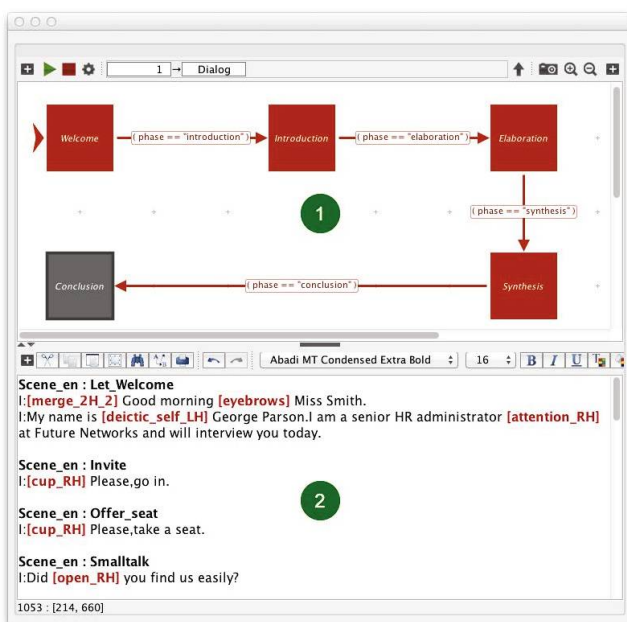 1 → Dialog
Welcome ( phase == "introduction" ) Introduction ( phase == "elaboration" ) Elaboration
1 ( phase == "synthesis" )
Conclusion ( phase == "conclusion" ) Synthesis
Abadi MT Condensed Extra Bold 16 B I U T
Scene_en : Let_Welcome
I:[merge_2H_2] Good morning [eyebrows] Miss Smith.
I:My name is [deictic_self_LH] George Parson.I am a senior HR administrator [attention_RH]
at Future Networks and will interview you today.
Scene_en : Invite
I:[cup_RH] Please,go in.
2
Scene_en : Offer_seat
I:[cup_RH] Please,take a seat.
Scene_en : Smalltalk
I:Did [open_RH] you find us easily?
1053 : [214, 660]